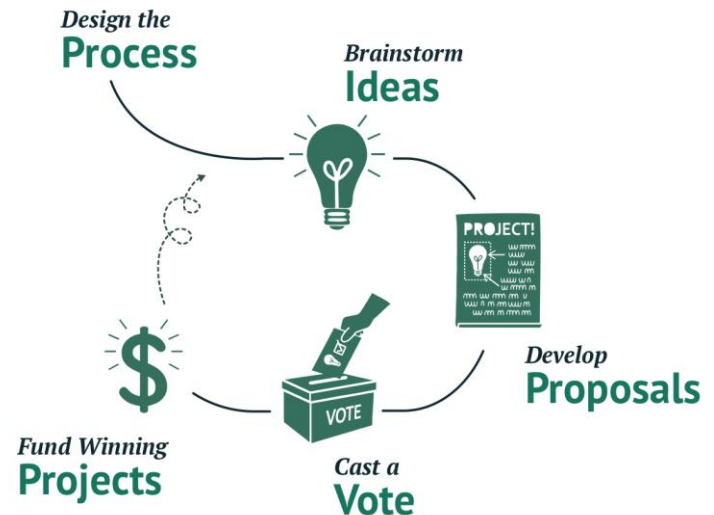 Design the
Process
Brainstorm
Ideas
PROJECT!
Develop
Proposals
VOTE
Cast a
Vote
Fund Winning
Projects
$